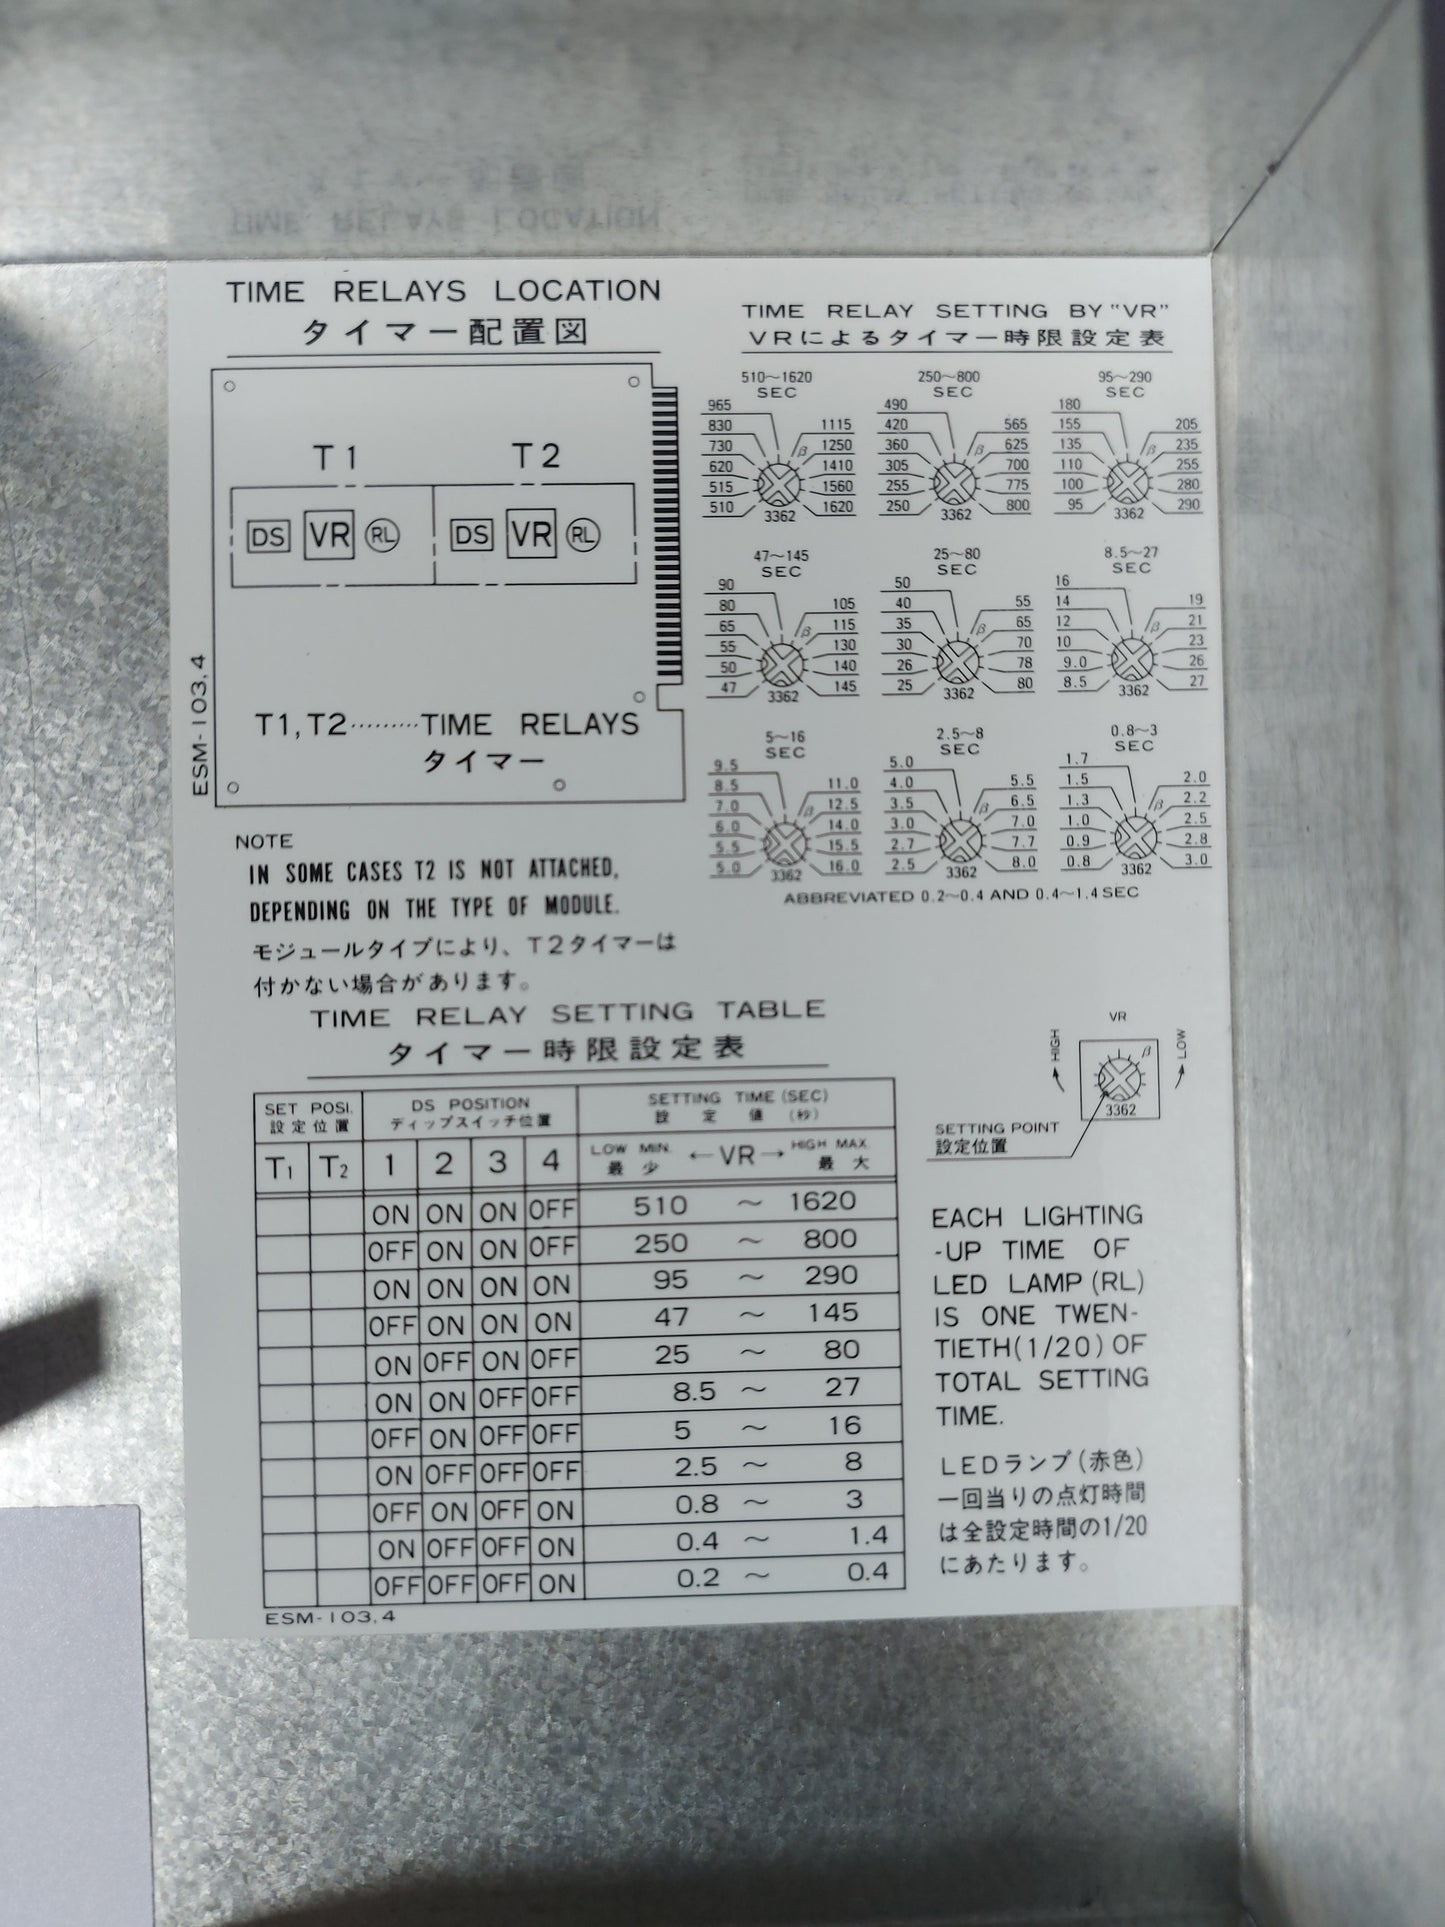 TIME RELAYS LOCATION
タイマー配置図
T1 T2
DS VR RL DS VR RL
T1,T2………TIME RELAYS
タイマー
ESM-103,4
NOTE
IN SOME CASES T2 IS NOT ATTACHED,
DEPENDING ON THE TYPE OF MODULE.
モジュールタイプにより、T2タイマーは
付かない場合があります。
TIME RELAY SETTING BY "VR"
VRによるタイマー時限設定表
510~1620
SEC
965
830 1115
730 β 1250
620 1410
515 1560
510 1620
3362
250~800
SEC
490
420 565
360 β 625
305 700
255 775
250 800
3362
95~290
SEC
180
155 205
135 β 235
110 255
100 280
95 290
3362
47~145
SEC
90
80 105
65 β 115
55 130
50 140
47 145
3362
25~80
SEC
50
40 55
35 β 65
30 70
26 78
25 80
3362
8.5~27
SEC
16
14 19
12 β 21
10 23
9.0 26
8.5 27
3362
5~16
SEC
9.5
8.5 11.0
7.0 β 12.5
6.0 14.0
5.5 15.5
5.0 16.0
3362
2.5~8
SEC
5.0
4.0 5.5
3.5 β 6.5
3.0 7.0
2.7 7.7
2.5 8.0
3362
0.8~3
SEC
1.7
1.5 2.0
1.3 β 2.2
1.0 2.5
0.9 2.8
0.8 3.0
3362
ABBREVIATED 0.2~0.4 AND 0.4~1.4 SEC
TIME RELAY SETTING TABLE
タイマー時限設定表
SET POSI. DS POSITION SETTING TIME (SEC)
設定位置 ディップスイッチ位置 設定値 (秒)
T1 T2 1 2 3 4 LOW MIN. ←VR→ HIGH MAX.
最少 最大
ON ON ON OFF 510 ~ 1620
OFF ON ON OFF 250 ~ 800
ON ON ON ON 95 ~ 290
OFF ON ON ON 47 ~ 145
ON OFF ON OFF 25 ~ 80
ON ON OFF OFF 8.5 ~ 27
OFF ON OFF OFF 5 ~ 16
ON OFF OFF OFF 2.5 ~ 8
OFF ON OFF ON 0.8 ~ 3
ON OFF OFF ON 0.4 ~ 1.4
OFF OFF OFF ON 0.2 ~ 0.4
ESM-103,4
VR
HIGH β LOW
3362
SETTING POINT
設定位置
EACH LIGHTING
-UP TIME OF
LED LAMP (RL)
IS ONE TWEN-
TIETH(1/20) OF
TOTAL SETTING
TIME.
LEDランプ(赤色)
一回当りの点灯時間
は全設定時間の1/20
にあたります。